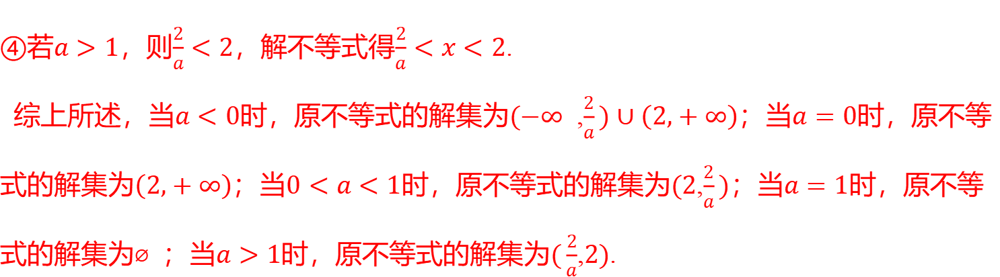 ④若$a>1$，则$\frac{2}{a}<2$，解不等式得$\frac{2}{a}<x<2$.
综上所述，当$a<0$时，原不等式的解集为$(-\infty ,\frac{2}{a})\cup(2,+\infty)$；当$a=0$时，原不等
式的解集为$(2,+\infty)$；当$0<a<1$时，原不等式的解集为$(2,\frac{2}{a})$；当$a=1$时，原不等
式的解集为$\varnothing$ ；当$a>1$时，原不等式的解集为$(\frac{2}{a},2)$.